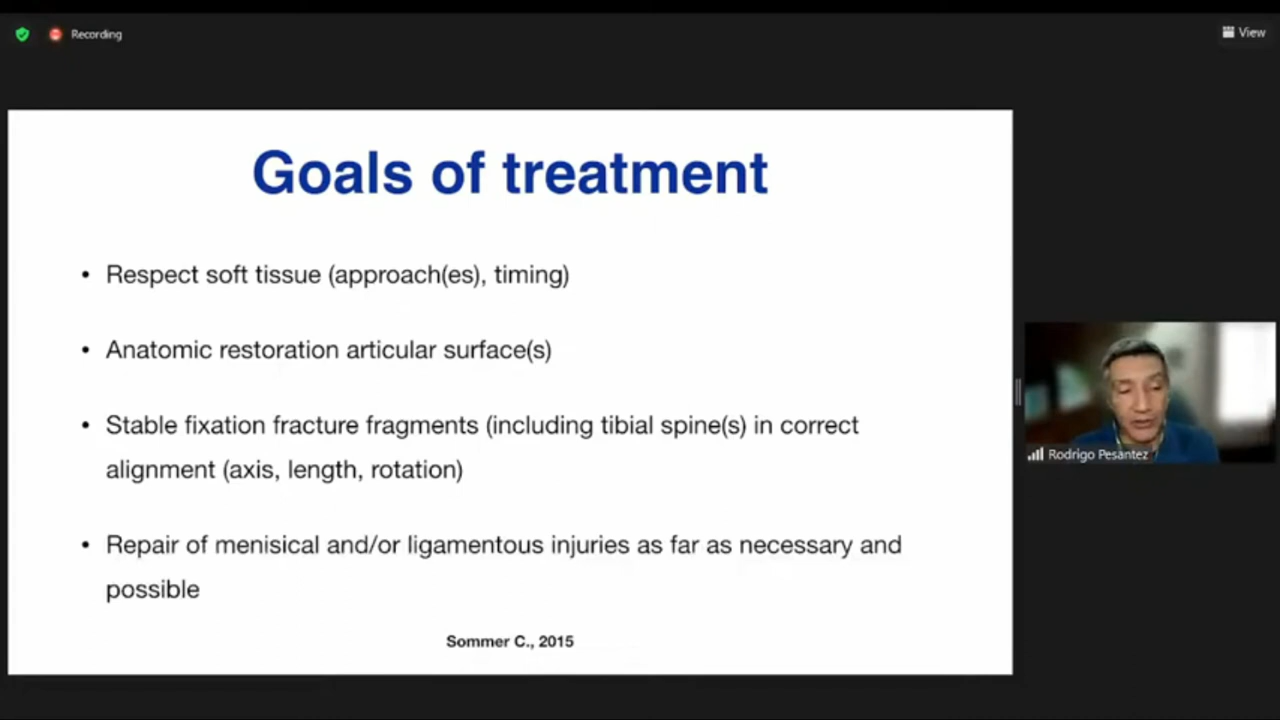 Recording
View
Goals of treatment
• Respect soft tissue (approach(es), timing)
• Anatomic restoration articular surface(s)
• Stable fixation fracture fragments (including tibial spine(s) in correct
alignment (axis, length, rotation)
• Repair of menisical and/or ligamentous injuries as far as necessary and
possible
Sommer C., 2015
Rodrigo Pesantez